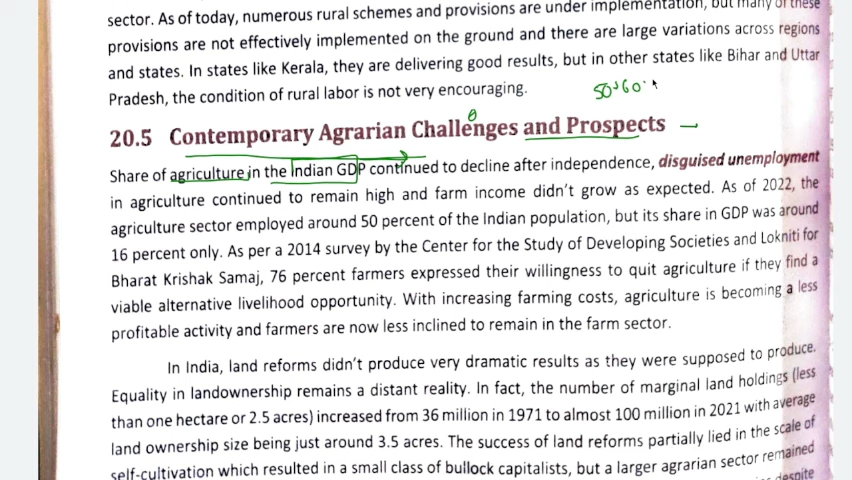 sector. As of today, numerous rural schemes and provisions are under implementation, but many of these
provisions are not effectively implemented on the ground and there are large variations across regions
and states. In states like Kerala, they are delivering good results, but in other states like Bihar and Uttar
Pradesh, the condition of rural labor is not very encouraging.
20.5 Contemporary Agrarian Challenges and Prospects
Share of agriculture in the Indian GDP continued to decline after independence, disguised unemployment
in agriculture continued to remain high and farm income didn't grow as expected. As of 2022, the
agriculture sector employed around 50 percent of the Indian population, but its share in GDP was around
16 percent only. As per a 2014 survey by the Center for the Study of Developing Societies and Lokniti for
Bharat Krishak Samaj, 76 percent farmers expressed their willingness to quit agriculture if they find a
viable alternative livelihood opportunity. With increasing farming costs, agriculture is becoming a less
profitable activity and farmers are now less inclined to remain in the farm sector.
In India, land reforms didn't produce very dramatic results as they were supposed to produce.
Equality in landownership remains a distant reality. In fact, the number of marginal land holdings (less
than one hectare or 2.5 acres) increased from 36 million in 1971 to almost 100 million in 2021 with average
land ownership size being just around 3.5 acres. The success of land reforms partially lied in the scale of
self-cultivation which resulted in a small class of bullock capitalists, but a larger agrarian sector remained
despite